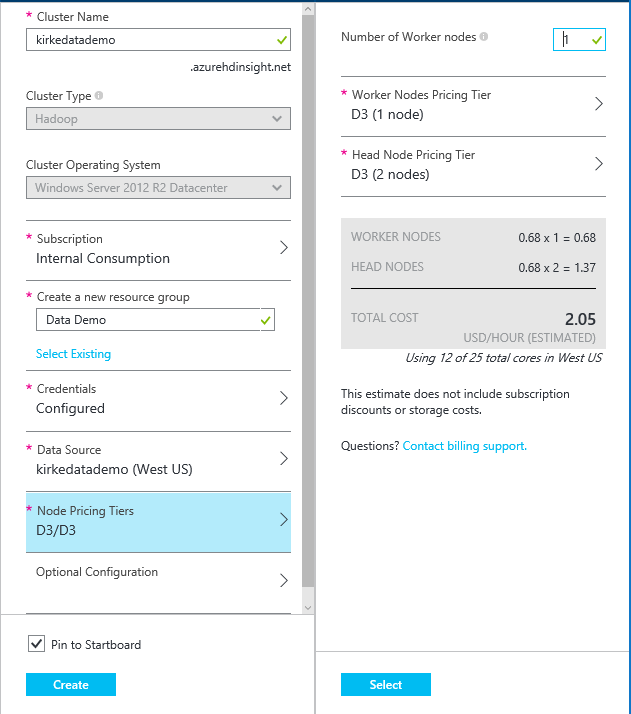 * Cluster Name
kirkedatademo
.azurehdinsight.net
Cluster Type
Hadoop
Cluster Operating System
Windows Server 2012 R2 Datacenter
* Subscription
Internal Consumption
* Create a new resource group
Data Demo
Select Existing
* Credentials
Configured
* Data Source
kirkedatademo (West US)
* Node Pricing Tiers
D3/D3
Optional Configuration
Pin to Startboard
Create
Number of Worker nodes
1
* Worker Nodes Pricing Tier
D3 (1 node)
* Head Node Pricing Tier
D3 (2 nodes)
WORKER NODES 0.68 x 1 = 0.68
HEAD NODES 0.68 x 2 = 1.37
TOTAL COST 2.05
USD/HOUR (ESTIMATED)
Using 12 of 25 total cores in West US
This estimate does not include subscription
discounts or storage costs.
Questions? Contact billing support.
Select